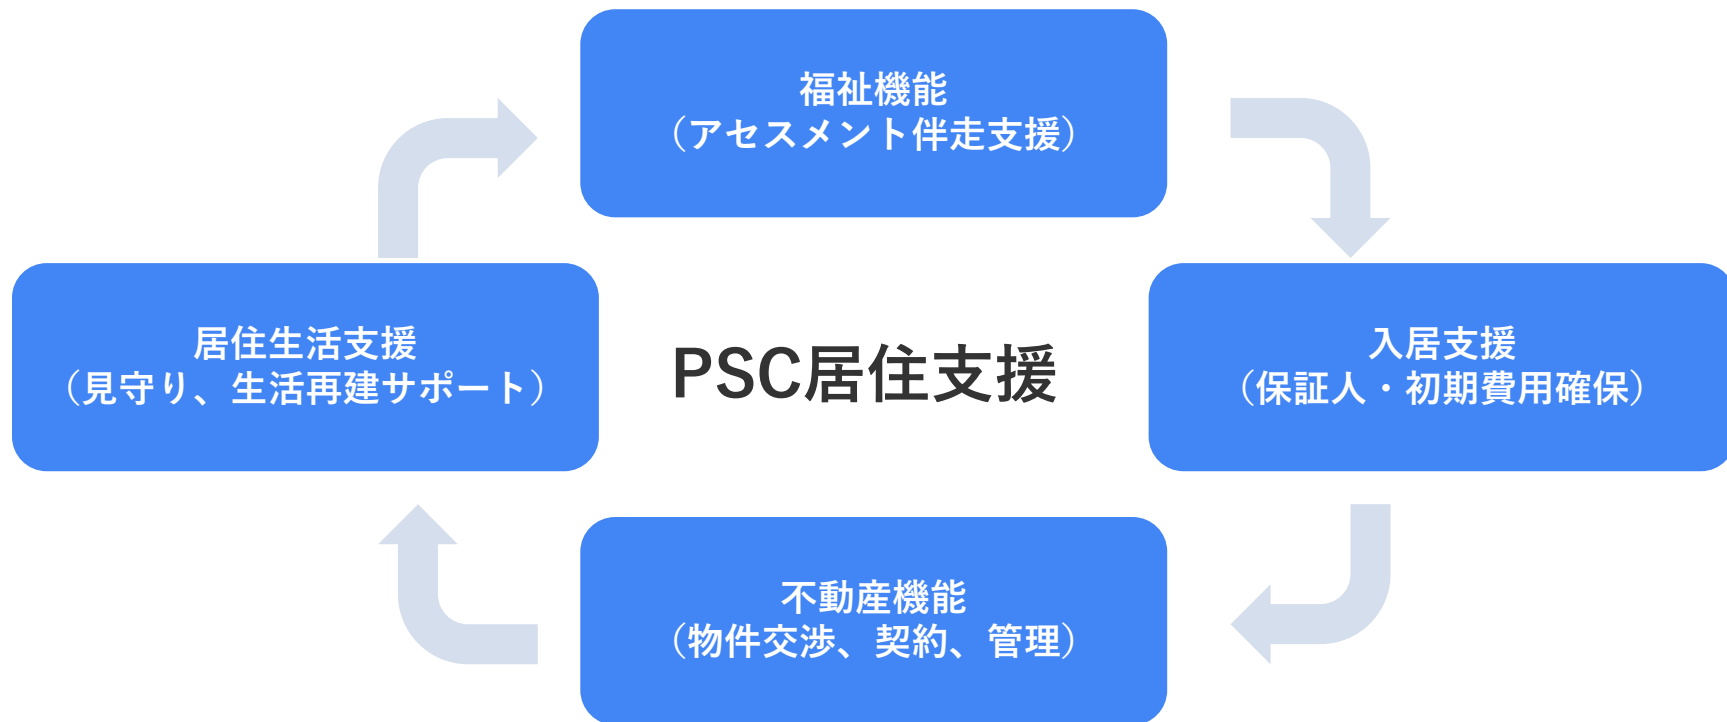 福祉機能
（アセスメント伴走支援）
居住生活支援
（見守り、生活再建サポート）
PSC居住支援
入居支援
（保証人・初期費用確保）
不動産機能
（物件交渉、契約、管理）